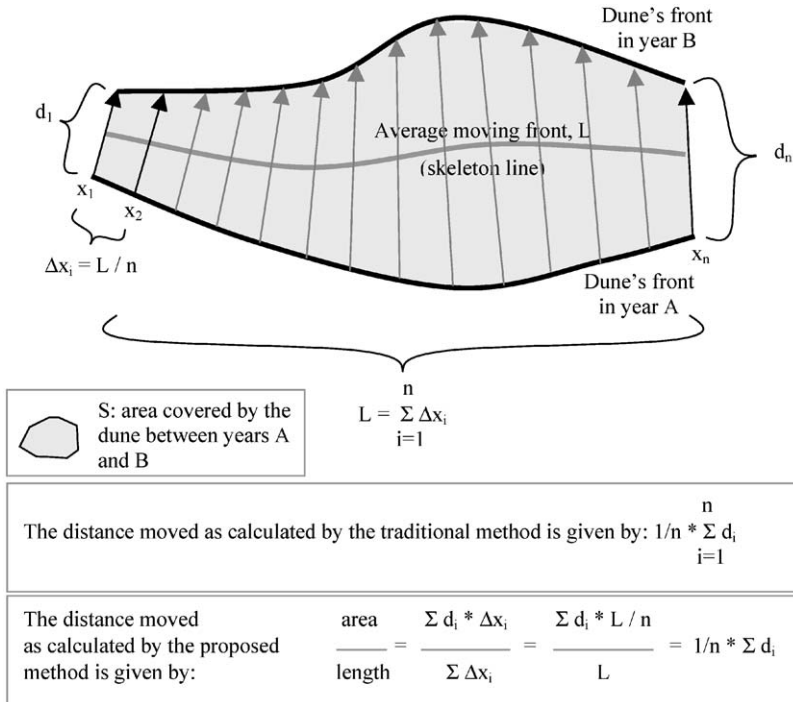 Dune’s front
in year B
d₁
Average moving front, L
(skeleton line)
dₙ
x₁
x₂
xₙ
Δxᵢ = L / n
Dune’s front
in year A
n
L = Σ Δxᵢ
i=1
S: area covered by the
dune between years A
and B
n
The distance moved as calculated by the traditional method is given by: 1/n * Σ dᵢ
i=1
The distance moved
as calculated by the proposed
method is given by:
area
length
=
Σ dᵢ * Δxᵢ
Σ Δxᵢ
=
Σ dᵢ * L / n
L
= 1/n * Σ dᵢ